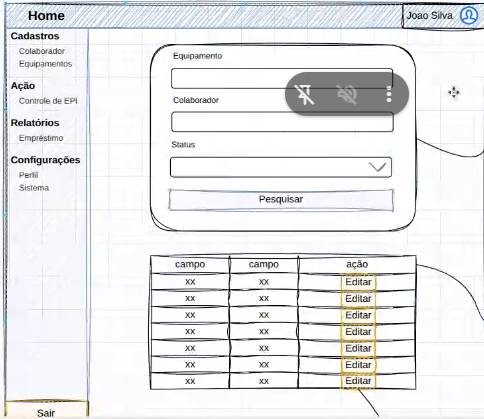 Home
Joao Silva
Cadastros
Colaborador
Equipamentos
Ação
Controle de EPI
Relatórios
Empréstimo
Configurações
Perfil
Sistema
Sair
Equipamento
Colaborador
Status
Pesquisar
campo campo ação
xx xx Editar
xx xx Editar
xx xx Editar
xx xx Editar
xx xx Editar
xx xx Editar
xx xx Editar